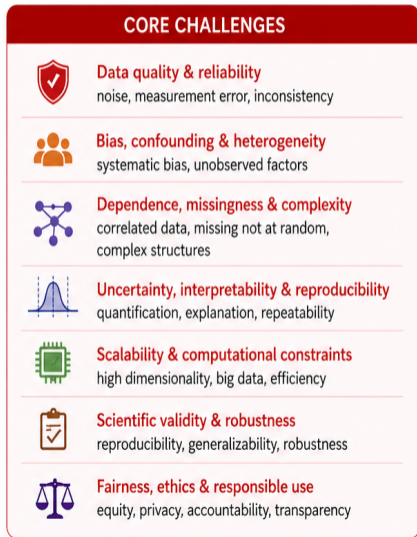 CORE CHALLENGES
Data quality & reliability
noise, measurement error, inconsistency
Bias, confounding & heterogeneity
systematic bias, unobserved factors
Dependence, missingness & complexity
correlated data, missing not at random,
complex structures
Uncertainty, interpretability & reproducibility
quantification, explanation, repeatability
Scalability & computational constraints
high dimensionality, big data, efficiency
Scientific validity & robustness
reproducibility, generalizability, robustness
Fairness, ethics & responsible use
equity, privacy, accountability, transparency